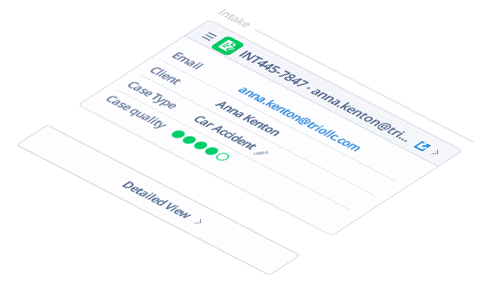 Intake
INT445-7847 - anna.kenton@tri...
Email anna.kenton@triollc.com
Client Anna Kenton
Case Type Car Accident
Case quality
Detailed View